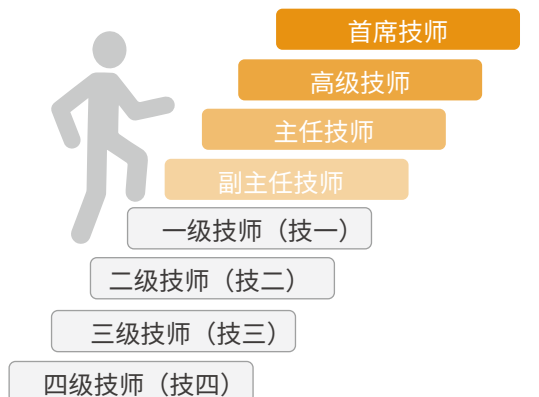 首席技师
高级技师
主任技师
副主任技师
一级技师（技一）
二级技师（技二）
三级技师（技三）
四级技师（技四）